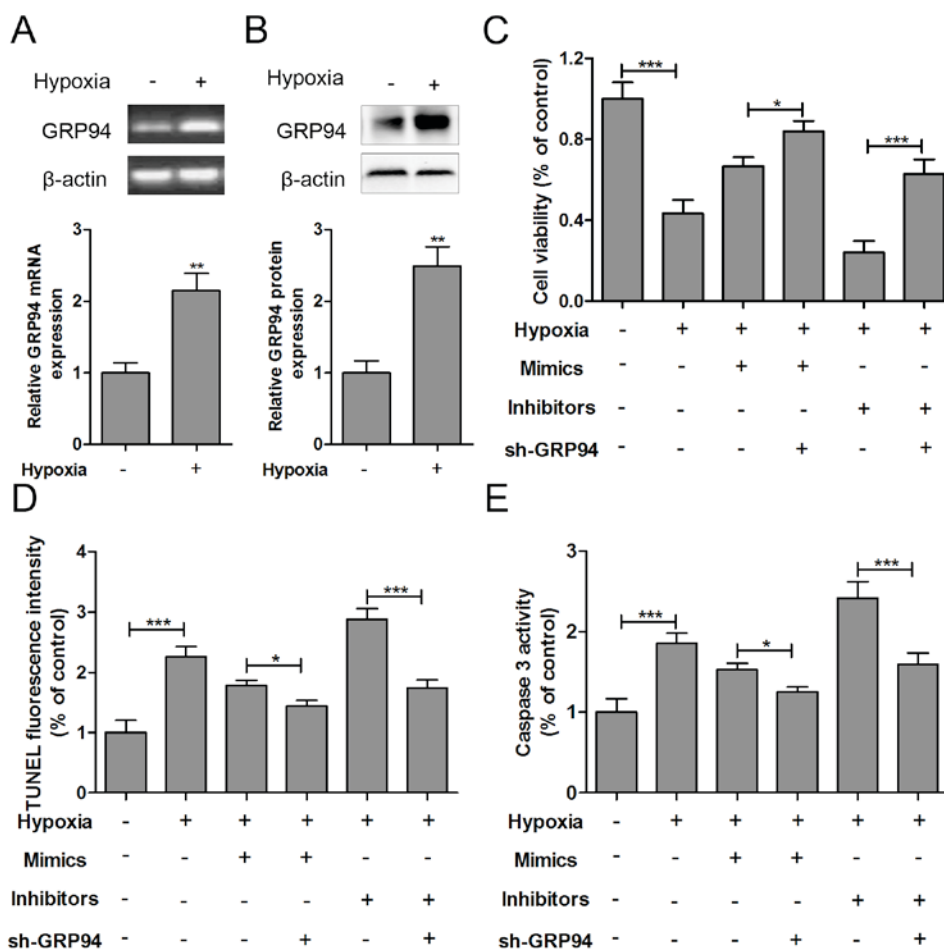 A
Hypoxia - +
GRP94
β-actin
Relative GRP94 mRNA
expression
3
2
1
0
**
Hypoxia - +
B
Hypoxia - +
GRP94
β-actin
Relative GRP94 protein
expression
3
2
1
0
**
Hypoxia - +
C
Cell viability (% of control)
1.2
0.8
0.4
0.0
*** * ***
Hypoxia - + + + + +
Mimics - - + + - -
Inhibitors - - - - + +
sh-GRP94 - - - + - +
D
TUNEL fluorescence intensity
(% of control)
4
3
2
1
0
*** * ***
Hypoxia - + + + + +
Mimics - - + + - -
Inhibitors - - - - + +
sh-GRP94 - - - + - +
E
Caspase 3 activity
(% of control)
3
2
1
0
*** * ***
Hypoxia - + + + + +
Mimics - - + + - -
Inhibitors - - - - + +
sh-GRP94 - - - + - +